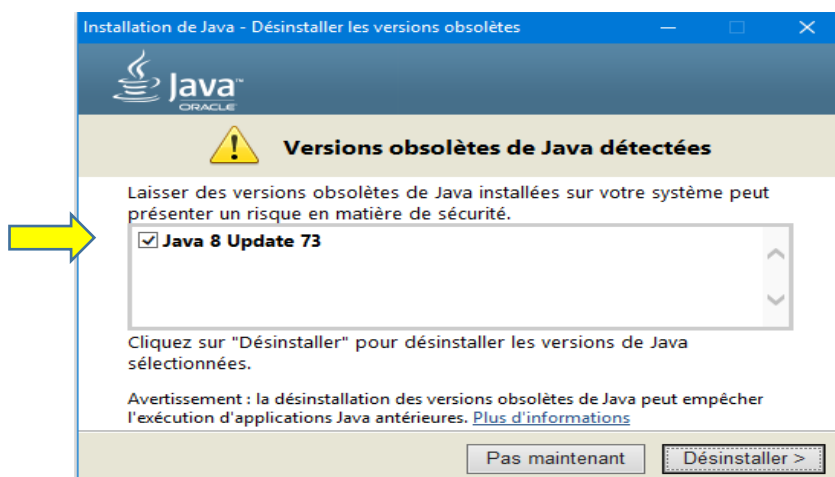 Installation de Java - Désinstaller les versions obsolètes
Java™
ORACLE
Versions obsolètes de Java détectées
Laisser des versions obsolètes de Java installées sur votre système peut
présenter un risque en matière de sécurité.
Java 8 Update 73
Cliquez sur "Désinstaller" pour désinstaller les versions de Java
sélectionnées.
Avertissement : la désinstallation des versions obsolètes de Java peut empêcher
l'exécution d'applications Java antérieures. Plus d'informations
Pas maintenant
Désinstaller >